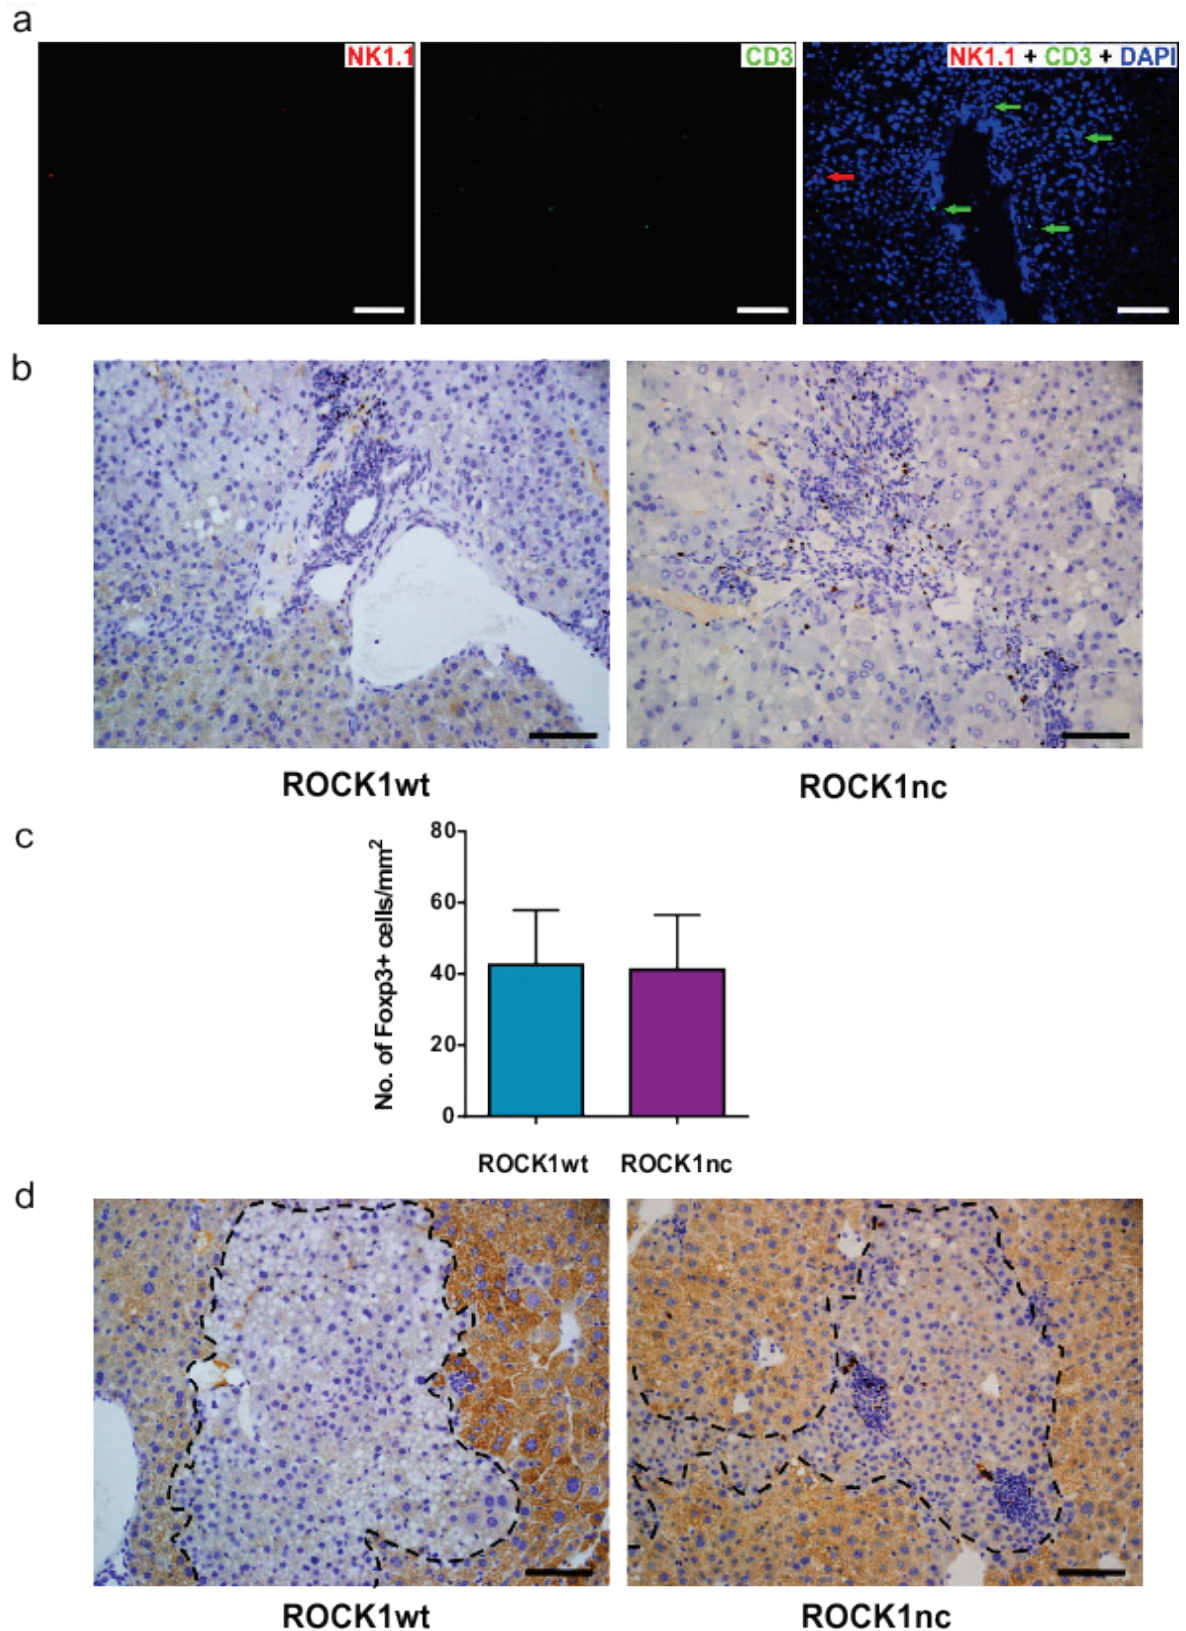 a
NK1.1
CD3
NK1.1 + CD3 + DAPI
b
ROCK1wt
ROCK1nc
c
No. of Foxp3+ cells/mm²
80
60
40
20
0
ROCK1wt
ROCK1nc
d
ROCK1wt
ROCK1nc